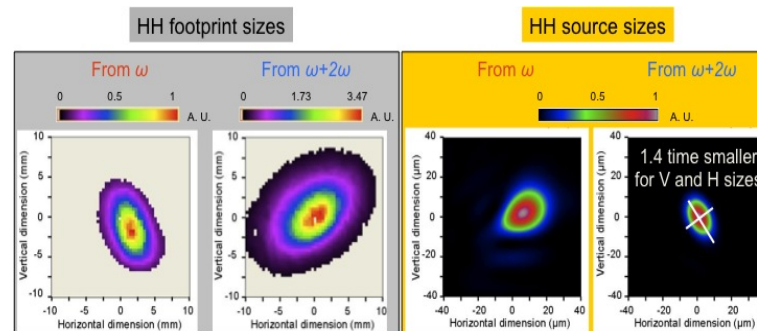 HH footprint sizes
HH source sizes
From ω
From ω+2ω
From ω
From ω+2ω
0 0.5 1 A. U.
0 1.73 3.47 A. U.
0 0.5 1 A. U.
Vertical dimension (mm)
10
5
0
-5
-10
-10 -5 0 5 10
Horizontal dimension (mm)
Vertical dimension (mm)
10
5
0
-5
-10
-10 -5 0 5 10
Horizontal dimension (mm)
Vertical dimension (µm)
40
20
0
-20
-40
-40 -20 0 20 40
Horizontal dimension (µm)
1.4 time smaller
for V and H sizes
Vertical dimension (µm)
40
20
0
-20
-40
-40 -20 0 20
Horizontal dimension (µm)